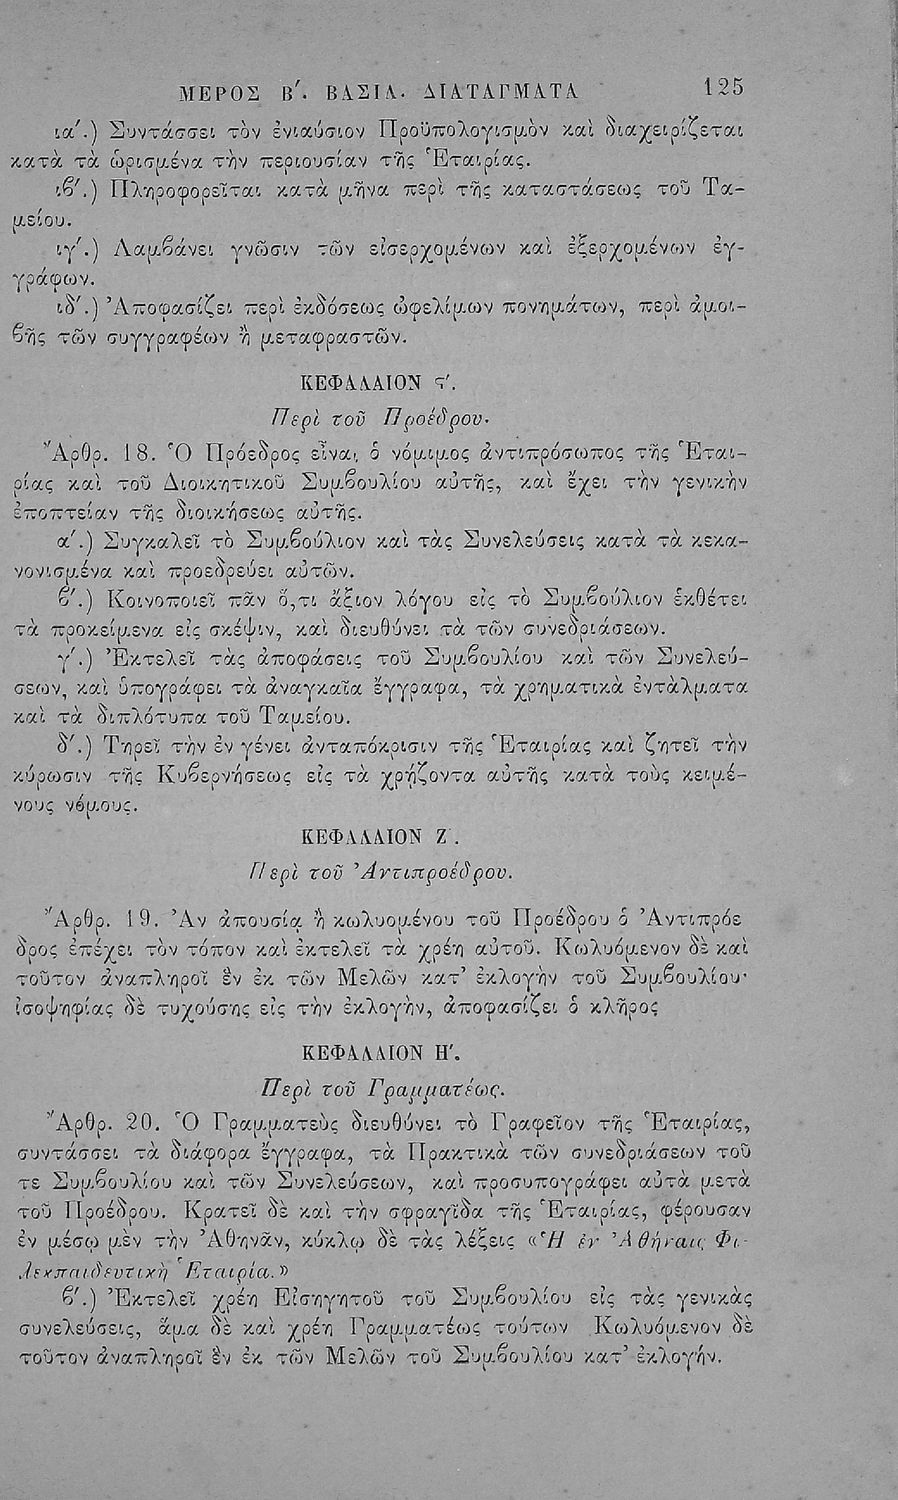 ΜΕΡΟΣ Β΄. ΒΑΣΙΛ. ΔΙΑΤΑΓΜΑΤΑ 125
ια΄.) Συντάσσει τὸν ἐνιαύσιον Προϋπολογισμὸν καὶ διαχειρίζεται
κατὰ τὰ ὡρισμένα τὴν περιουσίαν τῆς Ἑταιρίας.
ιβ΄.) Πληροφορεῖται κατὰ μῆνα περὶ τῆς καταστάσεως τοῦ Τα-
μείου.
ιγ΄.) Λαμβάνει γνῶσιν τῶν εἰσερχομένων καὶ ἐξερχομένων ἐγ-
γράφων.
ιδ΄.) Ἀποφασίζει περὶ ἐκδόσεως ὠφελίμων πονημάτων, περὶ ἀμοι-
βῆς τῶν συγγραφέων ἢ μεταφραστῶν.
ΚΕΦΑΛΑΙΟΝ ϛ΄.
Περὶ τοῦ Προέδρου.
Ἄρθρ. 18. Ὁ Πρόεδρος εἶναι ὁ νόμιμος ἀντιπρόσωπος τῆς Ἑται-
ρίας καὶ τοῦ Διοικητικοῦ Συμβουλίου αὐτῆς, καὶ ἔχει τὴν γενικὴν
ἐποπτείαν τῆς διοικήσεως αὐτῆς.
α΄.) Συγκαλεῖ τὸ Συμβούλιον καὶ τὰς Συνελεύσεις κατὰ τὰ κεκα-
νονισμένα καὶ προεδρεύει αὐτῶν.
β΄.) Κοινοποιεῖ πᾶν ὅ,τι ἄξιον λόγου εἰς τὸ Συμβούλιον ἐκθέτει
τὰ προκείμενα εἰς σκέψιν, καὶ διευθύνει τὰ τῶν συνεδριάσεων.
γ΄.) Ἐκτελεῖ τὰς ἀποφάσεις τοῦ Συμβουλίου καὶ τῶν Συνελεύ-
σεων, καὶ ὑπογράφει τὰ ἀναγκαῖα ἔγγραφα, τὰ χρηματικὰ ἐντάλματα
καὶ τὰ διπλότυπα τοῦ Ταμείου.
δ΄.) Τηρεῖ τὴν ἐν γένει ἀνταπόκρισιν τῆς Ἑταιρίας καὶ ζητεῖ τὴν
κύρωσιν τῆς Κυβερνήσεως εἰς τὰ χρῄζοντα αὐτῆς κατὰ τοὺς κειμέ-
νους νόμους.
ΚΕΦΑΛΑΙΟΝ Ζ΄.
Περὶ τοῦ Ἀντιπροέδρου.
Ἄρθρ. 19. Ἂν ἀπουσίᾳ ἢ κωλυομένου τοῦ Προέδρου ὁ Ἀντιπρόε
δρος ἐπέχει τὸν τόπον καὶ ἐκτελεῖ τὰ χρέη αὐτοῦ. Κωλυόμενον δὲ καὶ
τοῦτον ἀναπληροῖ ἓν ἐκ τῶν Μελῶν κατ' ἐκλογὴν τοῦ Συμβουλίου·
ἰσοψηφίας δὲ τυχούσης εἰς τὴν ἐκλογὴν, ἀποφασίζει ὁ κλῆρος
ΚΕΦΑΛΑΙΟΝ Η΄.
Περὶ τοῦ Γραμματέως.
Ἄρθρ. 20. Ὁ Γραμματεὺς διευθύνει τὸ Γραφεῖον τῆς Ἑταιρίας,
συντάσσει τὰ διάφορα ἔγγραφα, τὰ Πρακτικὰ τῶν συνεδριάσεων τοῦ
τε Συμβουλίου καὶ τῶν Συνελεύσεων, καὶ προσυπογράφει αὐτὰ μετὰ
τοῦ Προέδρου. Κρατεῖ δὲ καὶ τὴν σφραγῖδα τῆς Ἑταιρίας, φέρουσαν
ἐν μέσῳ μὲν τὴν Ἀθηνᾶν, κύκλῳ δὲ τὰς λέξεις «Ἡ ἐν Ἀθήναις Φι-
λεκπαιδευτικὴ Ἑταιρία.»
β΄.) Ἐκτελεῖ χρέη Εἰσηγητοῦ τοῦ Συμβουλίου εἰς τὰς γενικὰς
συνελεύσεις, ἅμα δὲ καὶ χρέη Γραμματέως τούτων Κωλυόμενον δὲ
τοῦτον ἀναπληροῖ ἓν ἐκ τῶν Μελῶν τοῦ Συμβουλίου κατ' ἐκλογήν.